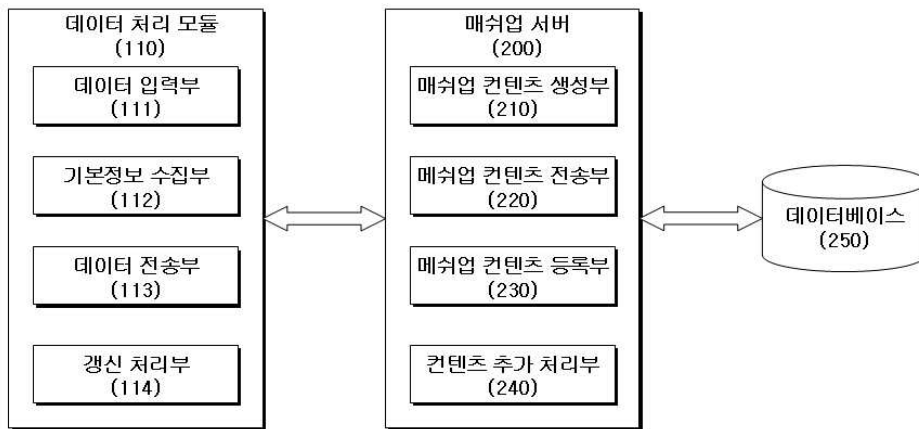 데이터 처리 모듈
(110)
데이터 입력부
(111)
기본정보 수집부
(112)
데이터 전송부
(113)
갱신 처리부
(114)
매쉬업 서버
(200)
매쉬업 컨텐츠 생성부
(210)
메쉬업 컨텐츠 전송부
(220)
메쉬업 컨텐츠 등록부
(230)
컨텐츠 추가 처리부
(240)
데이터베이스
(250)